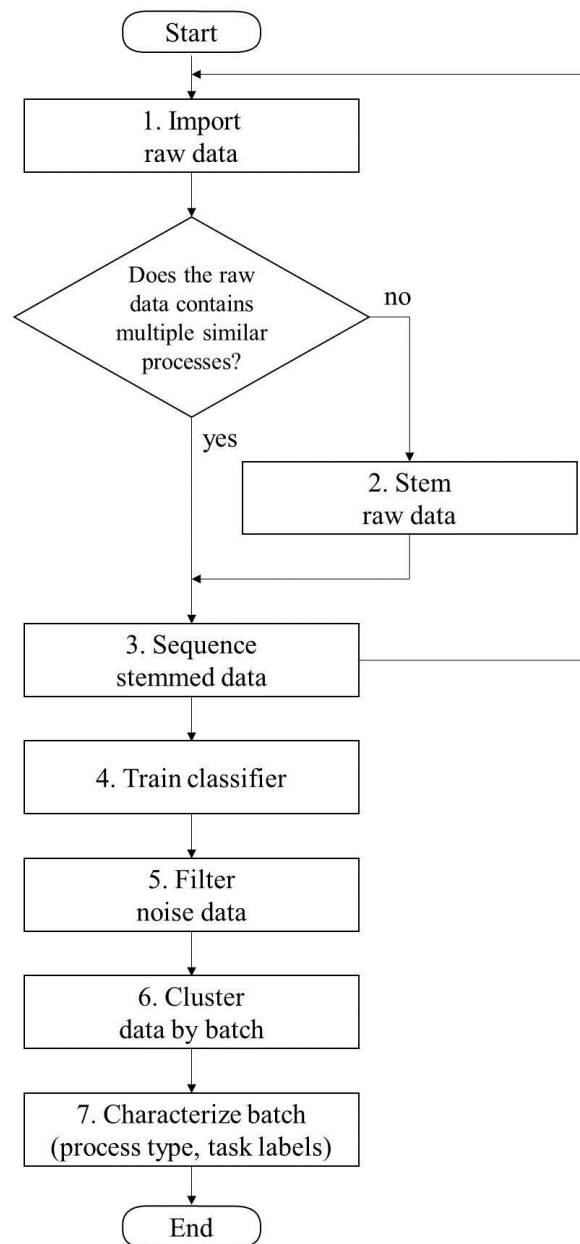 Start
1. Import
raw data
Does the raw
data contains
multiple similar
processes?
no
yes
2. Stem
raw data
3. Sequence
stemmed data
4. Train classifier
5. Filter
noise data
6. Cluster
data by batch
7. Characterize batch
(process type, task labels)
End